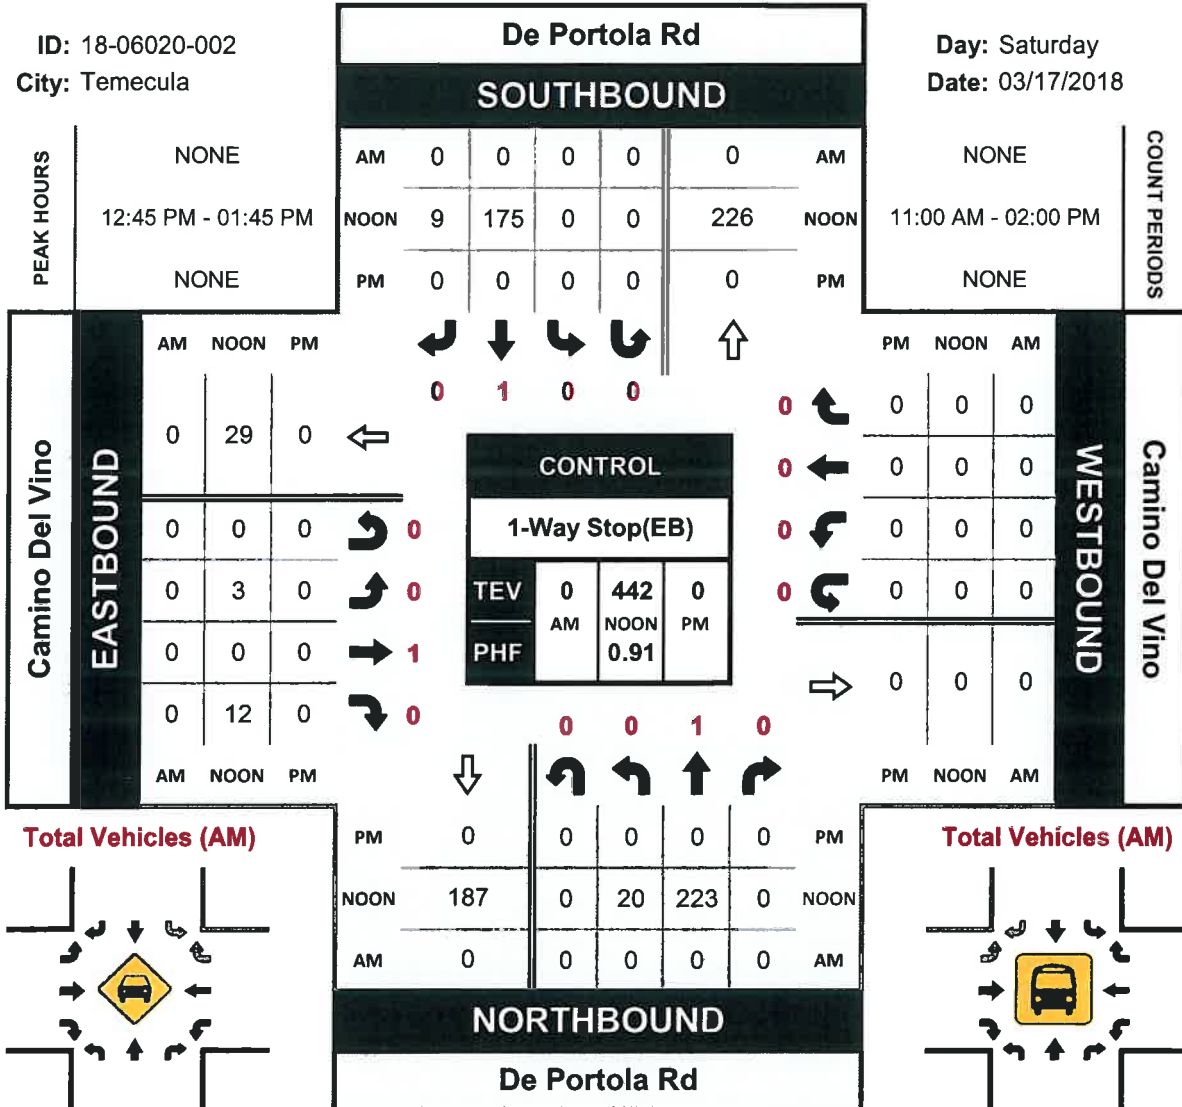 De Portola Rd
ID: 18-06020-002
Day: Saturday
City: Temecula
Date: 03/17/2018
SOUTHBOUND
PEAK HOURS
NONE
AM 0 0 0 0 0 AM
NONE
COUNT PERIODS
12:45 PM - 01:45 PM
NOON 9 175 0 0 226 NOON
11:00 AM - 02:00 PM
NONE
PM 0 0 0 0 0 PM
NONE
AM NOON PM
PM NOON AM
0 1 0 0
Camino Del Vino
EASTBOUND
0 29 0
0 0 0 0
0 3 0 0
0 0 0 1
0 12 0 0
AM NOON PM
CONTROL
1-Way Stop(EB)
TEV 0 442 0
AM NOON PM
PHF 0.91
0 0 0 0
0 0 0 0
0 0 0 0
0 0 0 0
0 0 0
PM NOON AM
WESTBOUND
Camino Del Vino
0 0 1 0
Total Vehicles (AM)
Total Vehicles (AM)
PM 0 0 0 0 0 PM
NOON 187 0 20 223 0 NOON
AM 0 0 0 0 0 AM
NORTHBOUND
De Portola Rd